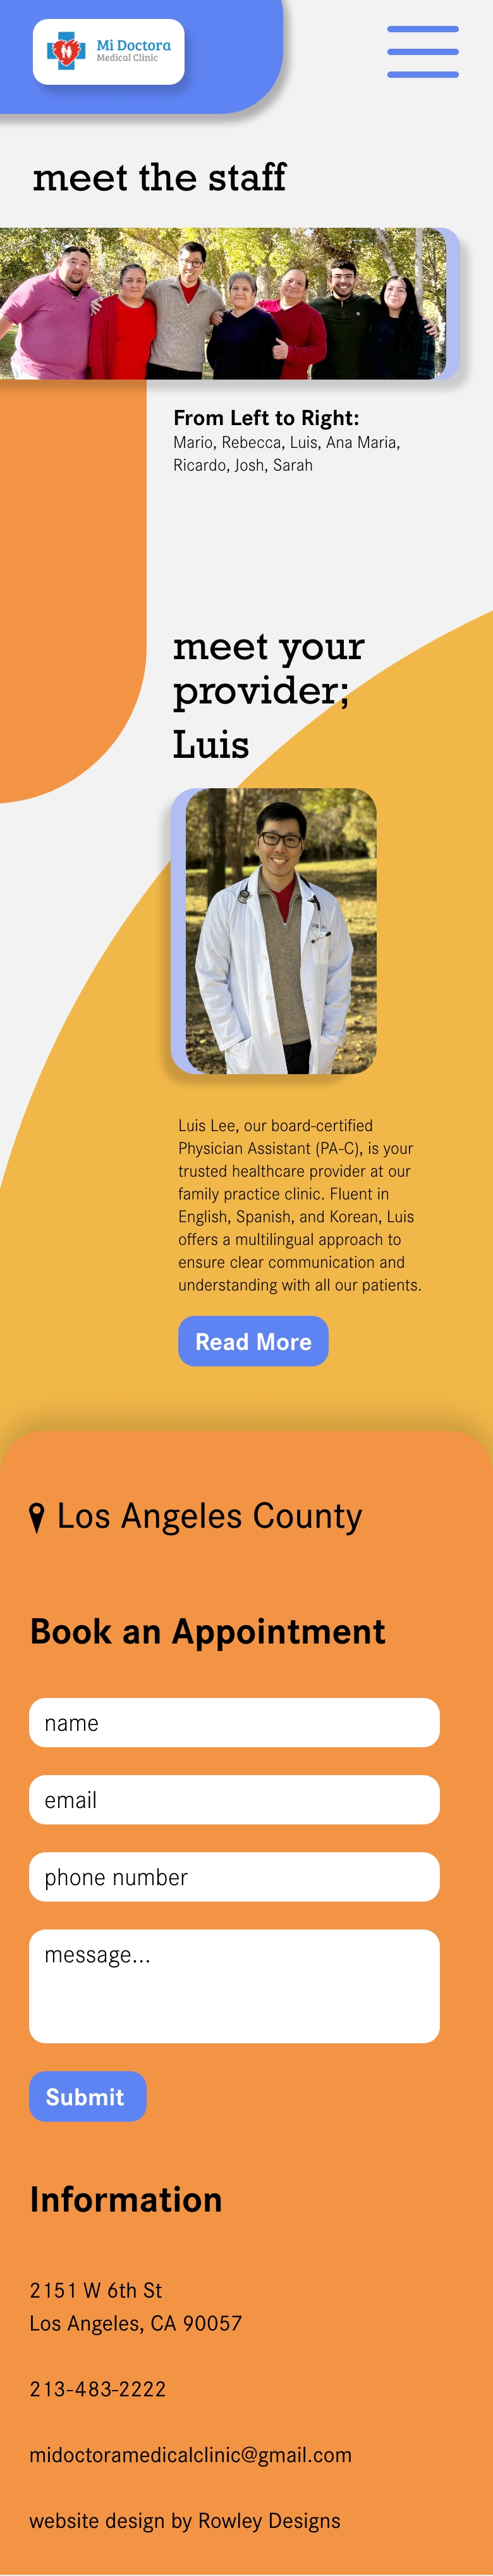 Mi Doctora
Medical Clinic
meet the staff
From Left to Right:
Mario, Rebecca, Luis, Ana Maria,
Ricardo, Josh, Sarah
meet your
provider;
Luis
Luis Lee, our board-certified
Physician Assistant (PA-C), is your
trusted healthcare provider at our
family practice clinic. Fluent in
English, Spanish, and Korean, Luis
offers a multilingual approach to
ensure clear communication and
understanding with all our patients.
Read More
Los Angeles County
Book an Appointment
name
email
phone number
message...
Submit
Information
2151 W 6th St
Los Angeles, CA 90057
213-483-2222
midoctoramedicalclinic@gmail.com
website design by Rowley Designs